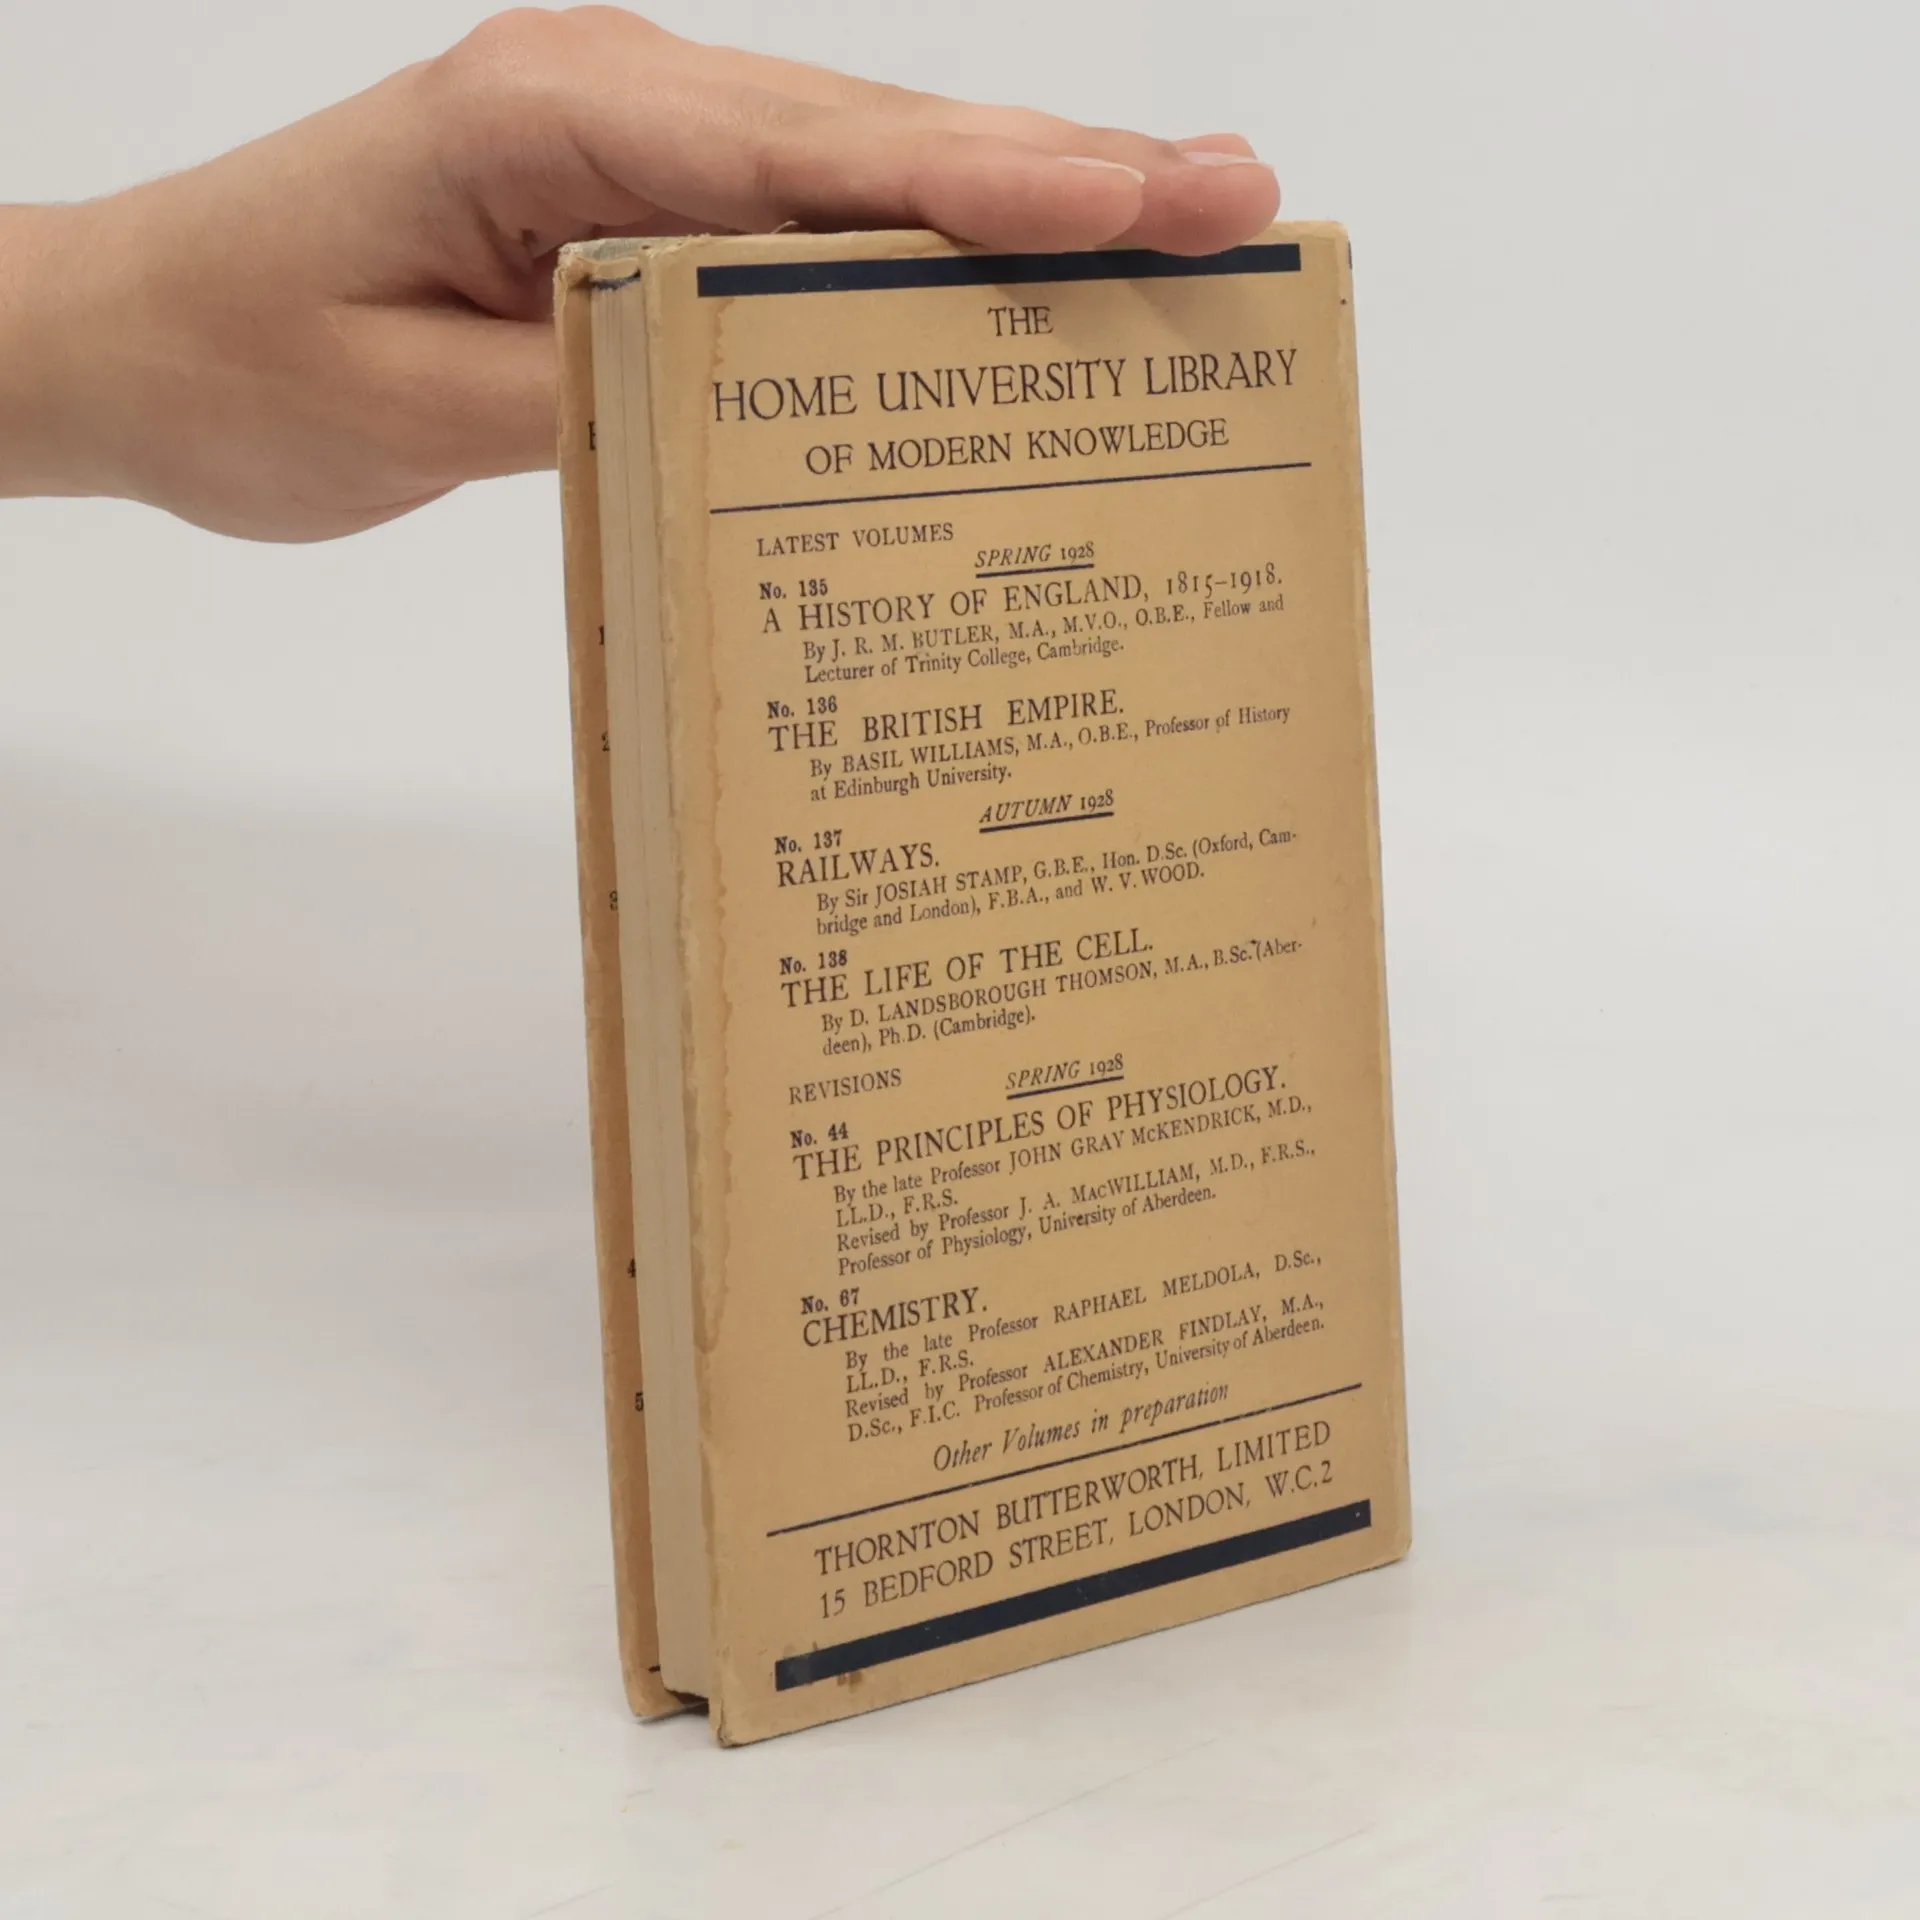 THE
HOME UNIVERSITY LIBRARY
OF MODERN KNOWLEDGE
LATEST VOLUMES
SPRING 1928
No. 135
A HISTORY OF ENGLAND, 1815–1918.
By J. R. M. BUTLER, M.A., M.V.O., O.B.E., Fellow and
Lecturer of Trinity College, Cambridge.
No. 136
THE BRITISH EMPIRE.
By BASIL WILLIAMS, M.A., O.B.E., Professor of History
at Edinburgh University.
AUTUMN 1928
No. 137
RAILWAYS.
By Sir JOSIAH STAMP, G.B.E., Hon. D.Sc. (Oxford, Cam-
bridge and London), F.B.A., and W. V. WOOD.
No. 138
THE LIFE OF THE CELL.
By D. LANDSBOROUGH THOMSON, M.A., B.Sc. (Aber-
deen), Ph.D. (Cambridge).
REVISIONS
SPRING 1928
No. 44
THE PRINCIPLES OF PHYSIOLOGY.
By the late Professor JOHN GRAY McKENDRICK, M.D.,
LL.D., F.R.S.
Revised by Professor J. A. MacWILLIAM, M.D., F.R.S.,
Professor of Physiology, University of Aberdeen.
No. 67
CHEMISTRY.
By the late Professor RAPHAEL MELDOLA, D.Sc.,
LL.D., F.R.S.
Revised by Professor ALEXANDER FINDLAY, M.A.,
D.Sc., F.I.C. Professor of Chemistry, University of Aberdeen.
Other Volumes in preparation
THORNTON BUTTERWORTH, LIMITED
15 BEDFORD STREET, LONDON, W.C.2